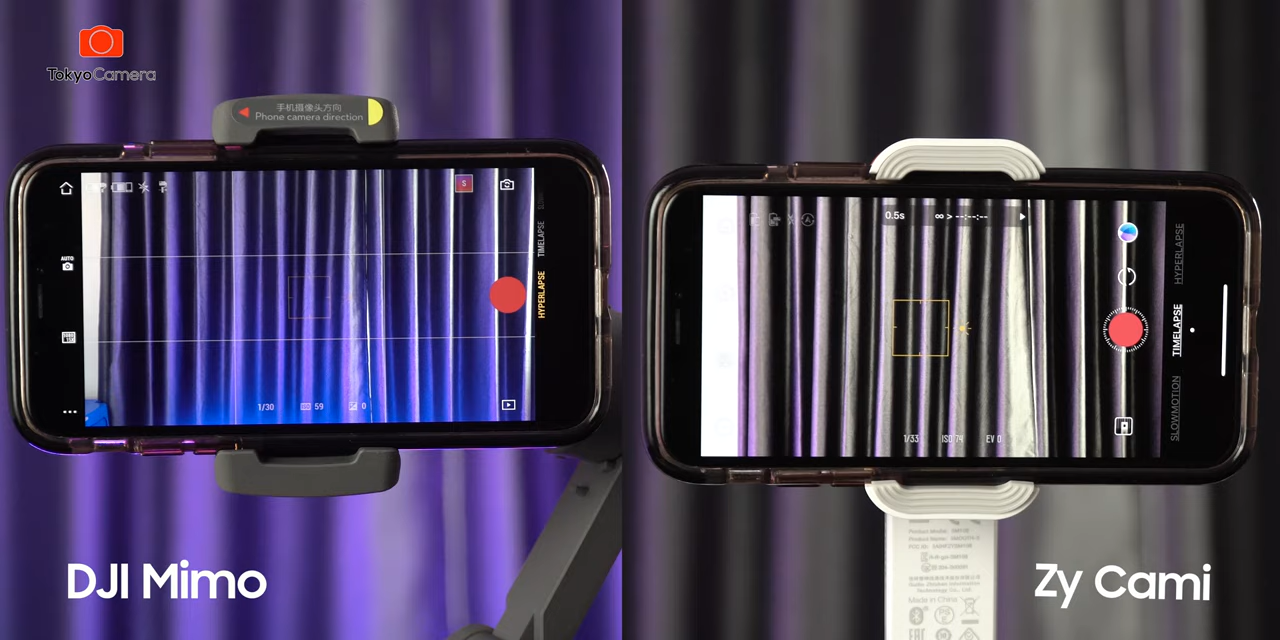 TokyoCamera
手机摄像头方向
Phone camera direction
S
AUTO
TIMELAPSE
HYPERLAPSE
1/30
59
0
DJI Mimo
0.5s
∞ > --:--:--
HYPERLAPSE
TIMELAPSE
SLOWMOTION
1/33
ISO 74
EV 0
Made in China
Zy Cami